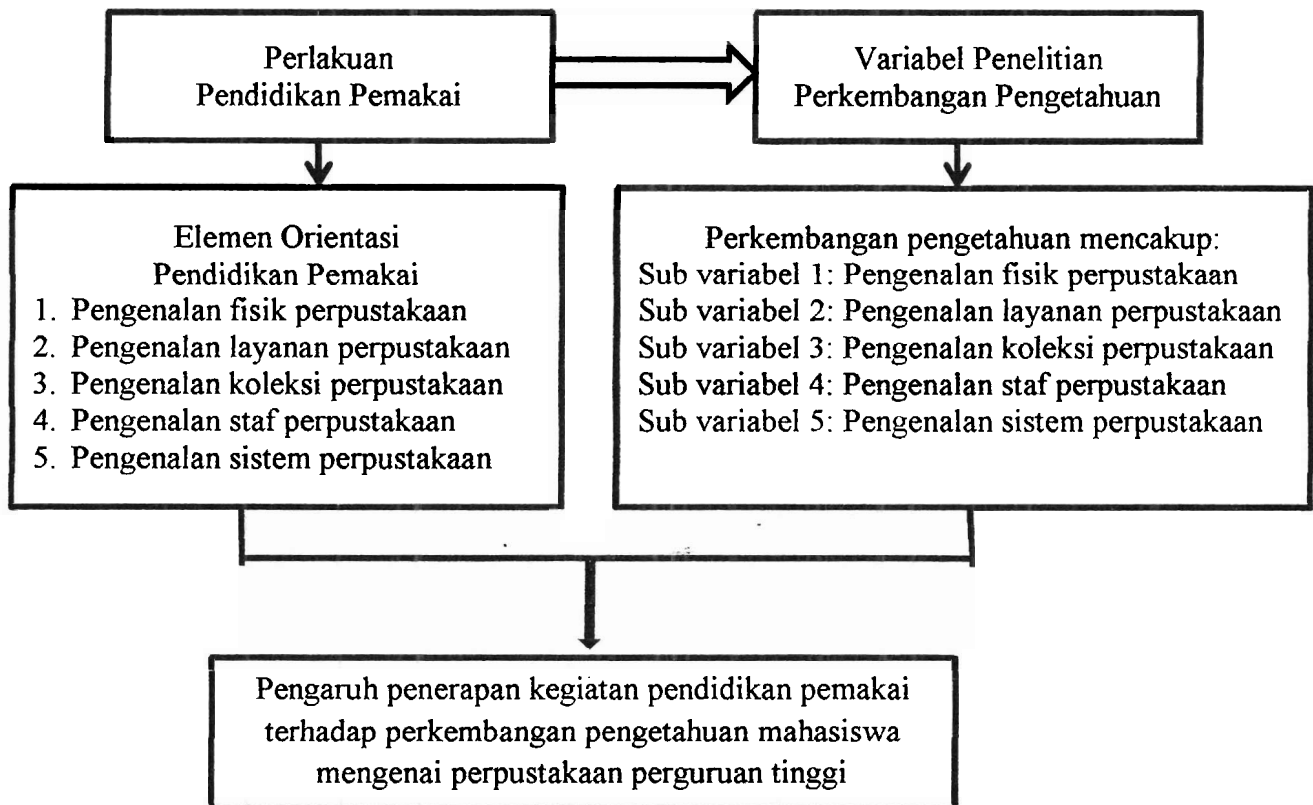 Perlakuan
Pendidikan Pemakai
Variabel Penelitian
Perkembangan Pengetahuan
Elemen Orientasi
Pendidikan Pemakai
1. Pengenalan fisik perpustakaan
2. Pengenalan layanan perpustakaan
3. Pengenalan koleksi perpustakaan
4. Pengenalan staf perpustakaan
5. Pengenalan sistem perpustakaan
Perkembangan pengetahuan mencakup:
Sub variabel 1: Pengenalan fisik perpustakaan
Sub variabel 2: Pengenalan layanan perpustakaan
Sub variabel 3: Pengenalan koleksi perpustakaan
Sub variabel 4: Pengenalan staf perpustakaan
Sub variabel 5: Pengenalan sistem perpustakaan
Pengaruh penerapan kegiatan pendidikan pemakai
terhadap perkembangan pengetahuan mahasiswa
mengenai perpustakaan perguruan tinggi